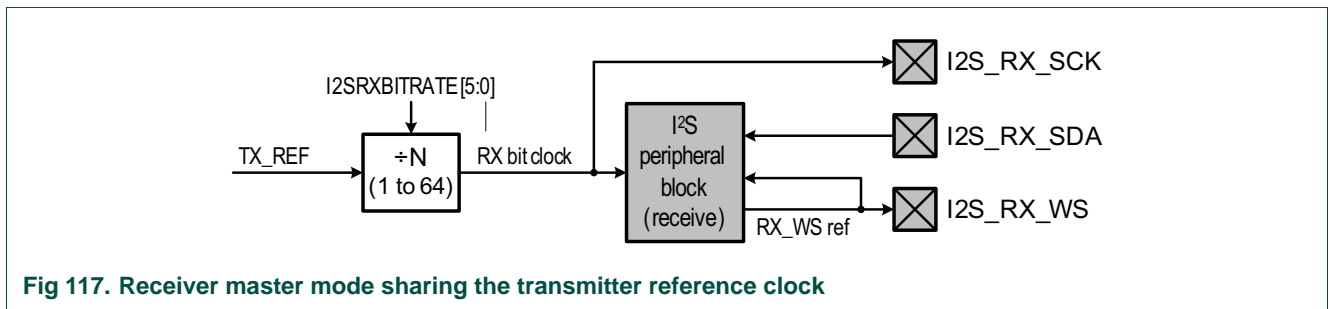 I2SRXBITRATE[5:0]
TX_REF
÷N
(1 to 64)
RX bit clock
I2S
peripheral
block
(receive)
RX_WS ref
I2S_RX_SCK
I2S_RX_SDA
I2S_RX_WS
Fig 117. Receiver master mode sharing the transmitter reference clock